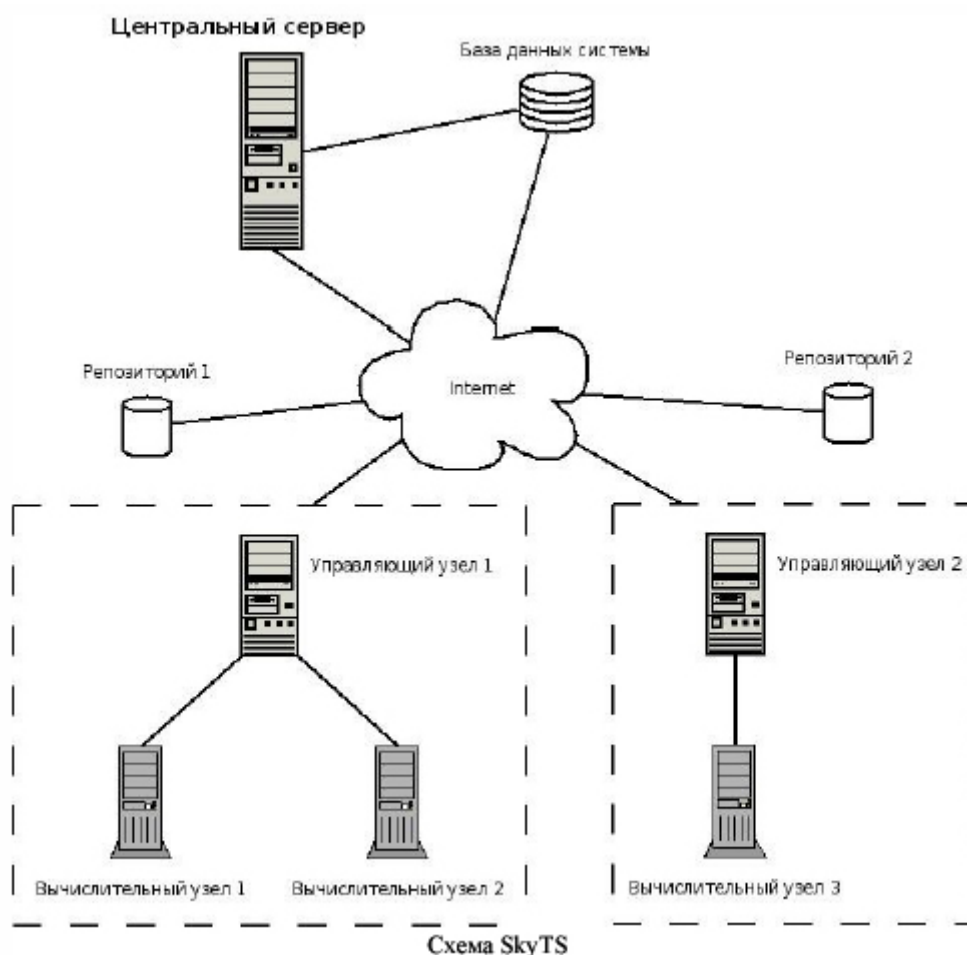 Центральный сервер
База данных системы
Репозиторий 1
Internet
Репозиторий 2
Управляющий узел 1
Управляющий узел 2
Вычислительный узел 1
Вычислительный узел 2
Вычислительный узел 3
Схема SkyTS